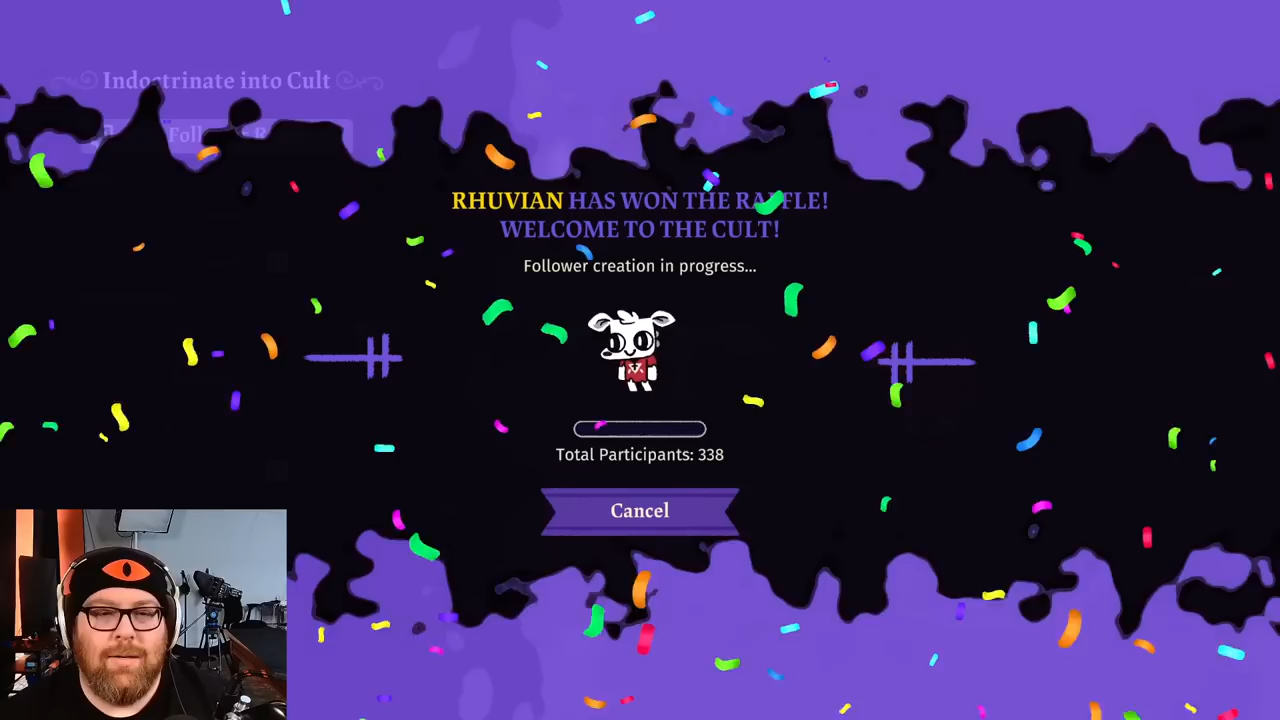 Indoctrinate into Cult
RHUVIAN HAS WON THE RAFFLE!
WELCOME TO THE CULT!
Follower creation in progress...
Total Participants: 338
Cancel